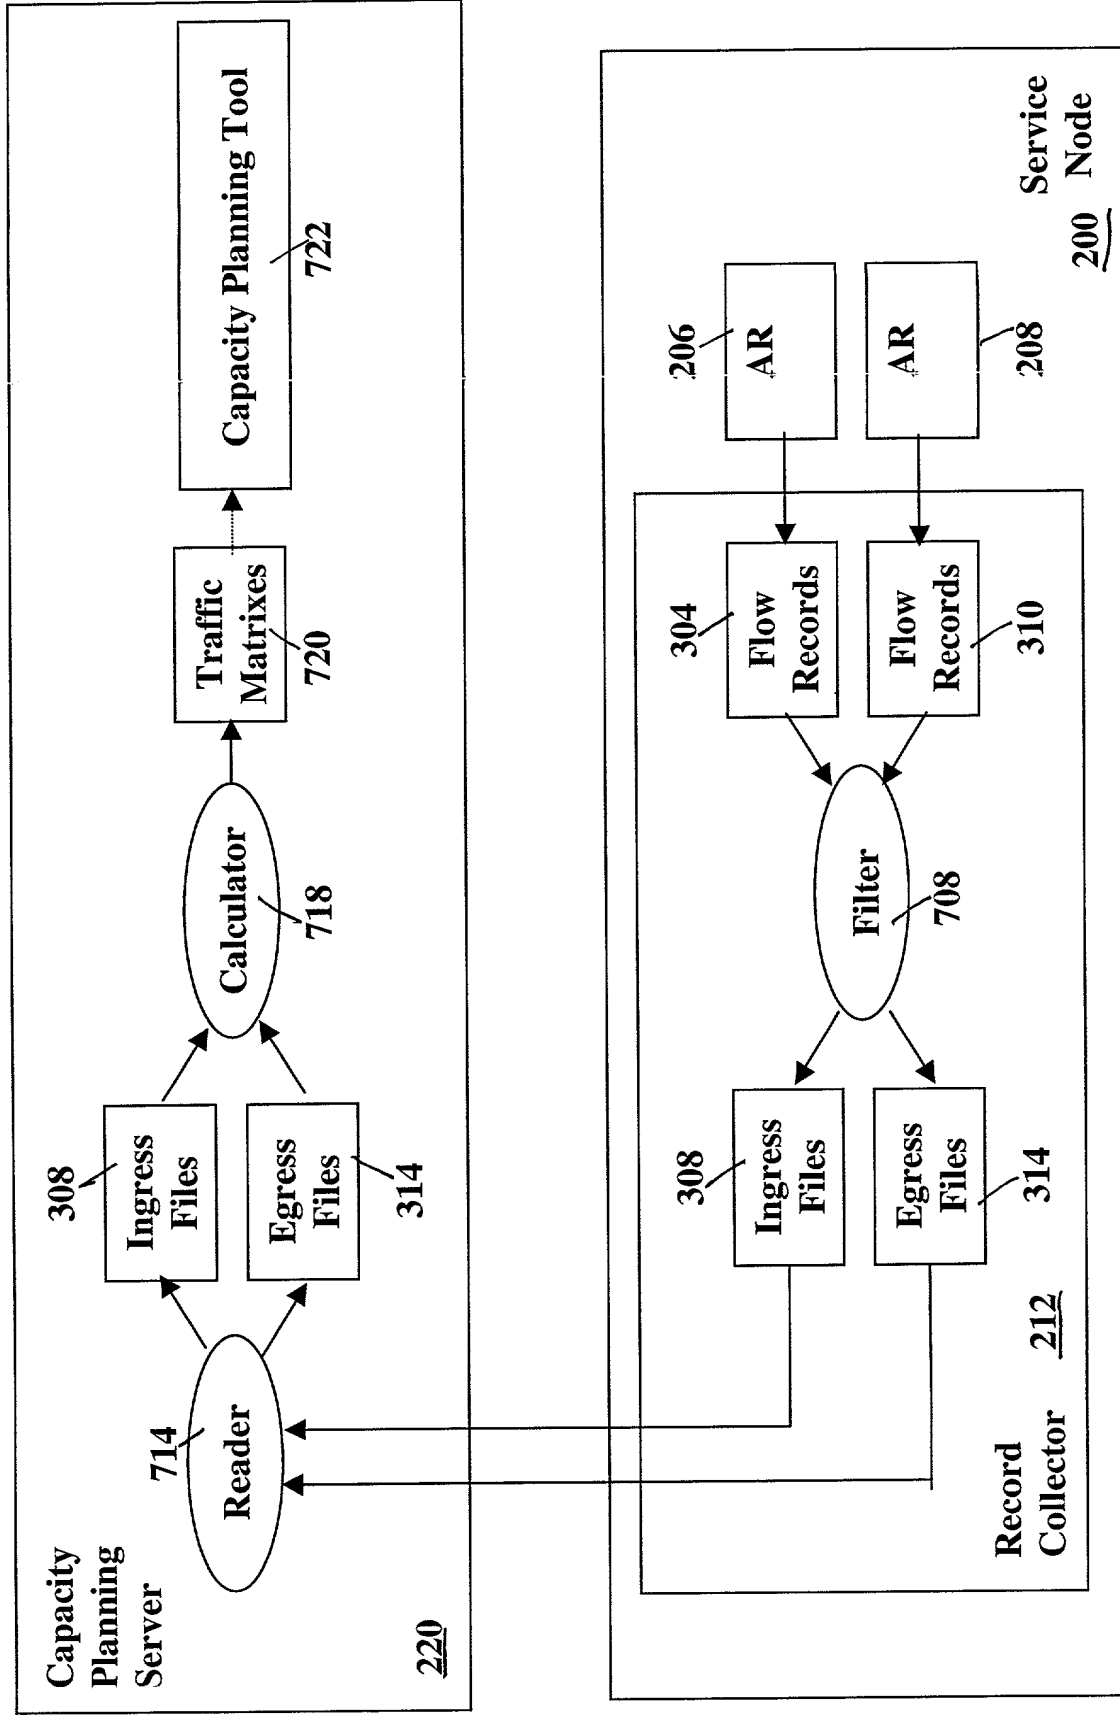 Capacity
Planning
Server
220
714
Reader
308
Ingress
Files
Egress
Files
314
Calculator
718
Traffic
Matrixes
720
Capacity Planning Tool
722
Record
Collector
212
308
Ingress
Files
Egress
Files
314
Filter
708
304
Flow
Records
Flow
Records
310
206
AR
AR
208
Service
Node
200